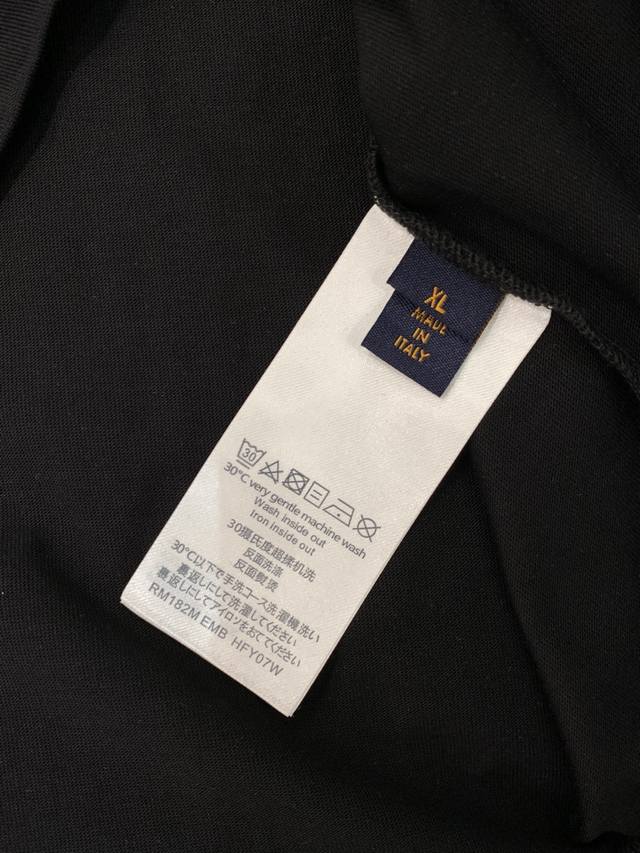 XL
MADE
IN
ITALY
30
30°C very gentle machine wash
Wash inside out
Iron inside out
30摄氏度超揉机洗
反面洗涤
反面熨烫
30℃以下で手洗コース洗濯機洗い
裏返しにして洗濯してください
裏返しにしてアイロンをおてください
RM182M EMB HFY07W